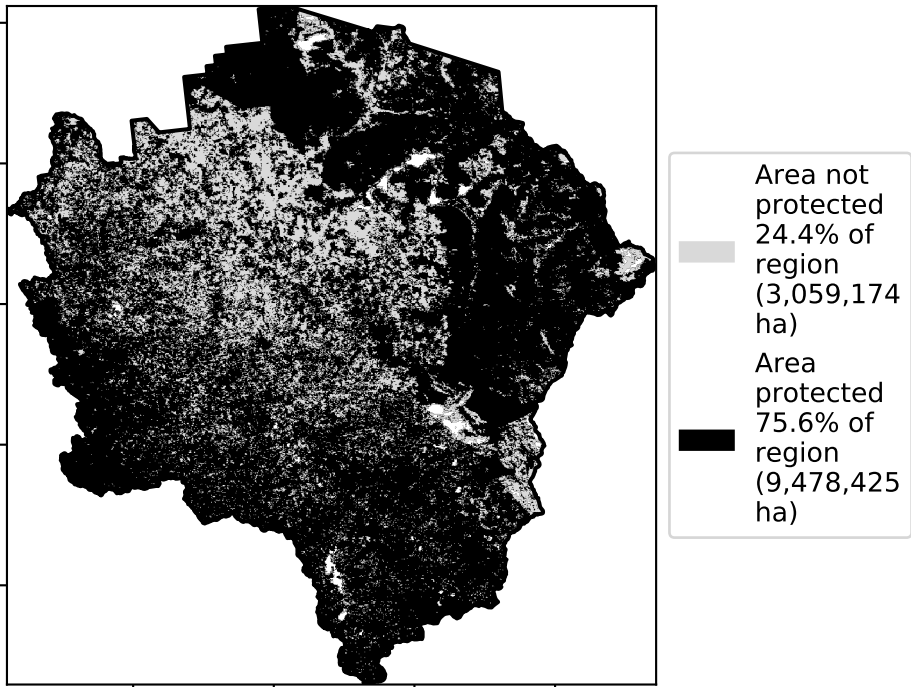 Area not
protected
24.4% of
region
(3,059,174
ha)
Area
protected
75.6% of
region
(9,478,425
ha)